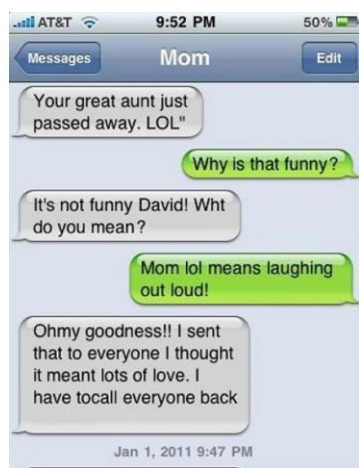 AT&T 9:52 PM 50%
Messages Mom Edit
Your great aunt just
passed away. LOL"
Why is that funny?
It's not funny David! Wht
do you mean?
Mom lol means laughing
out loud!
Ohmy goodness!! I sent
that to everyone I thought
it meant lots of love. I
have tocall everyone back
Jan 1, 2011 9:47 PM